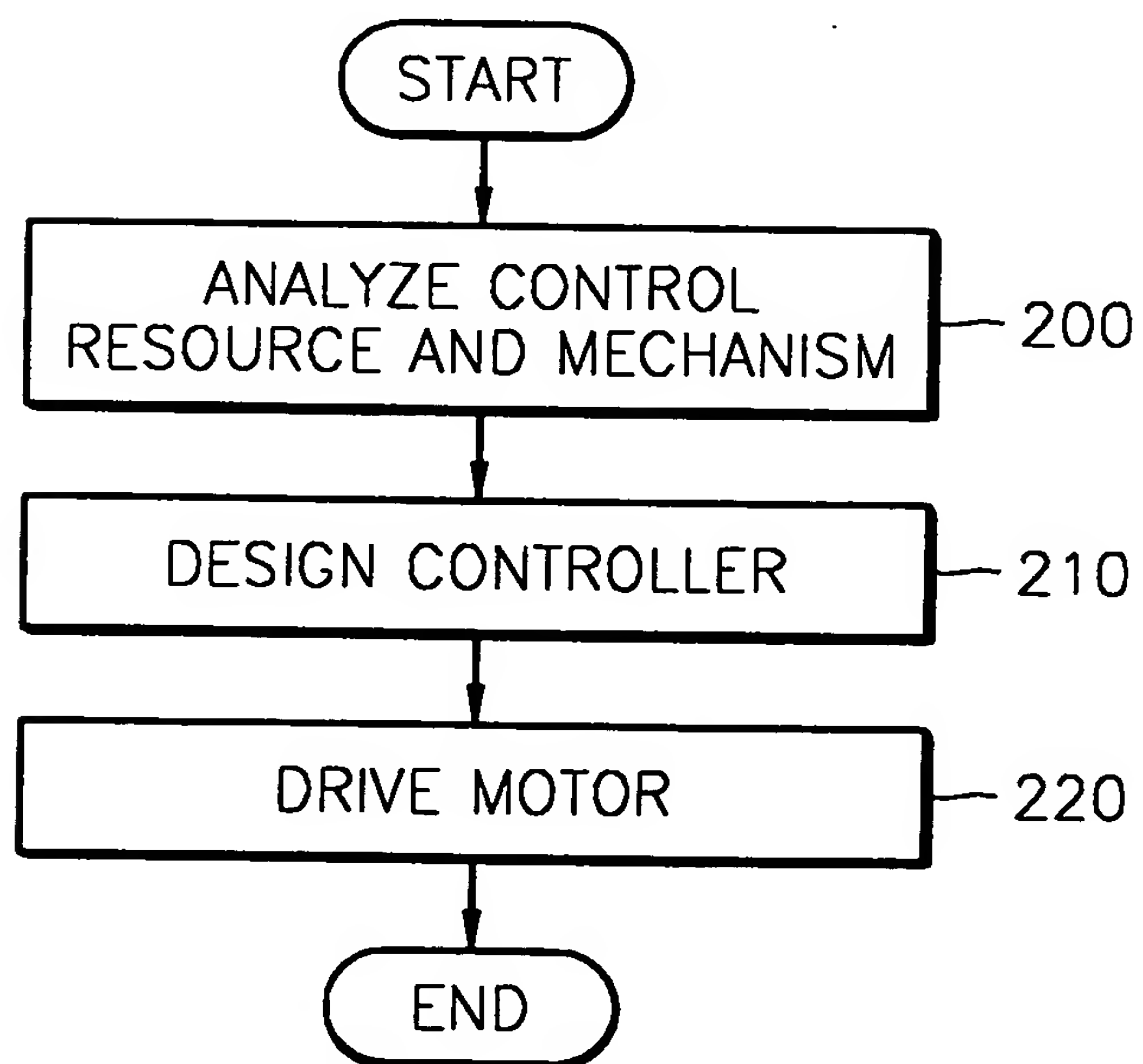 START
ANALYZE CONTROL
RESOURCE AND MECHANISM
200
DESIGN CONTROLLER
210
DRIVE MOTOR
220
END